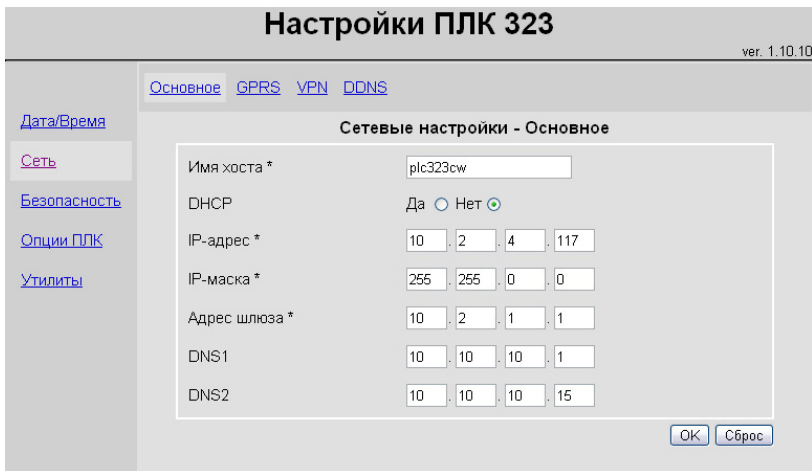 Настройки ПЛК 323
ver. 1.10.10
Основное GPRS VPN DDNS
Дата/Время
Сеть
Безопасность
Опции ПЛК
Утилиты
Сетевые настройки - Основное
Имя хоста * plc323cw
DHCP Да Нет
IP-адрес * 10 . 2 . 4 . 117
IP-маска * 255 . 255 . 0 . 0
Адрес шлюза * 10 . 2 . 1 . 1
DNS1 10 . 10 . 10 . 1
DNS2 10 . 10 . 10 . 15
OK Сброс